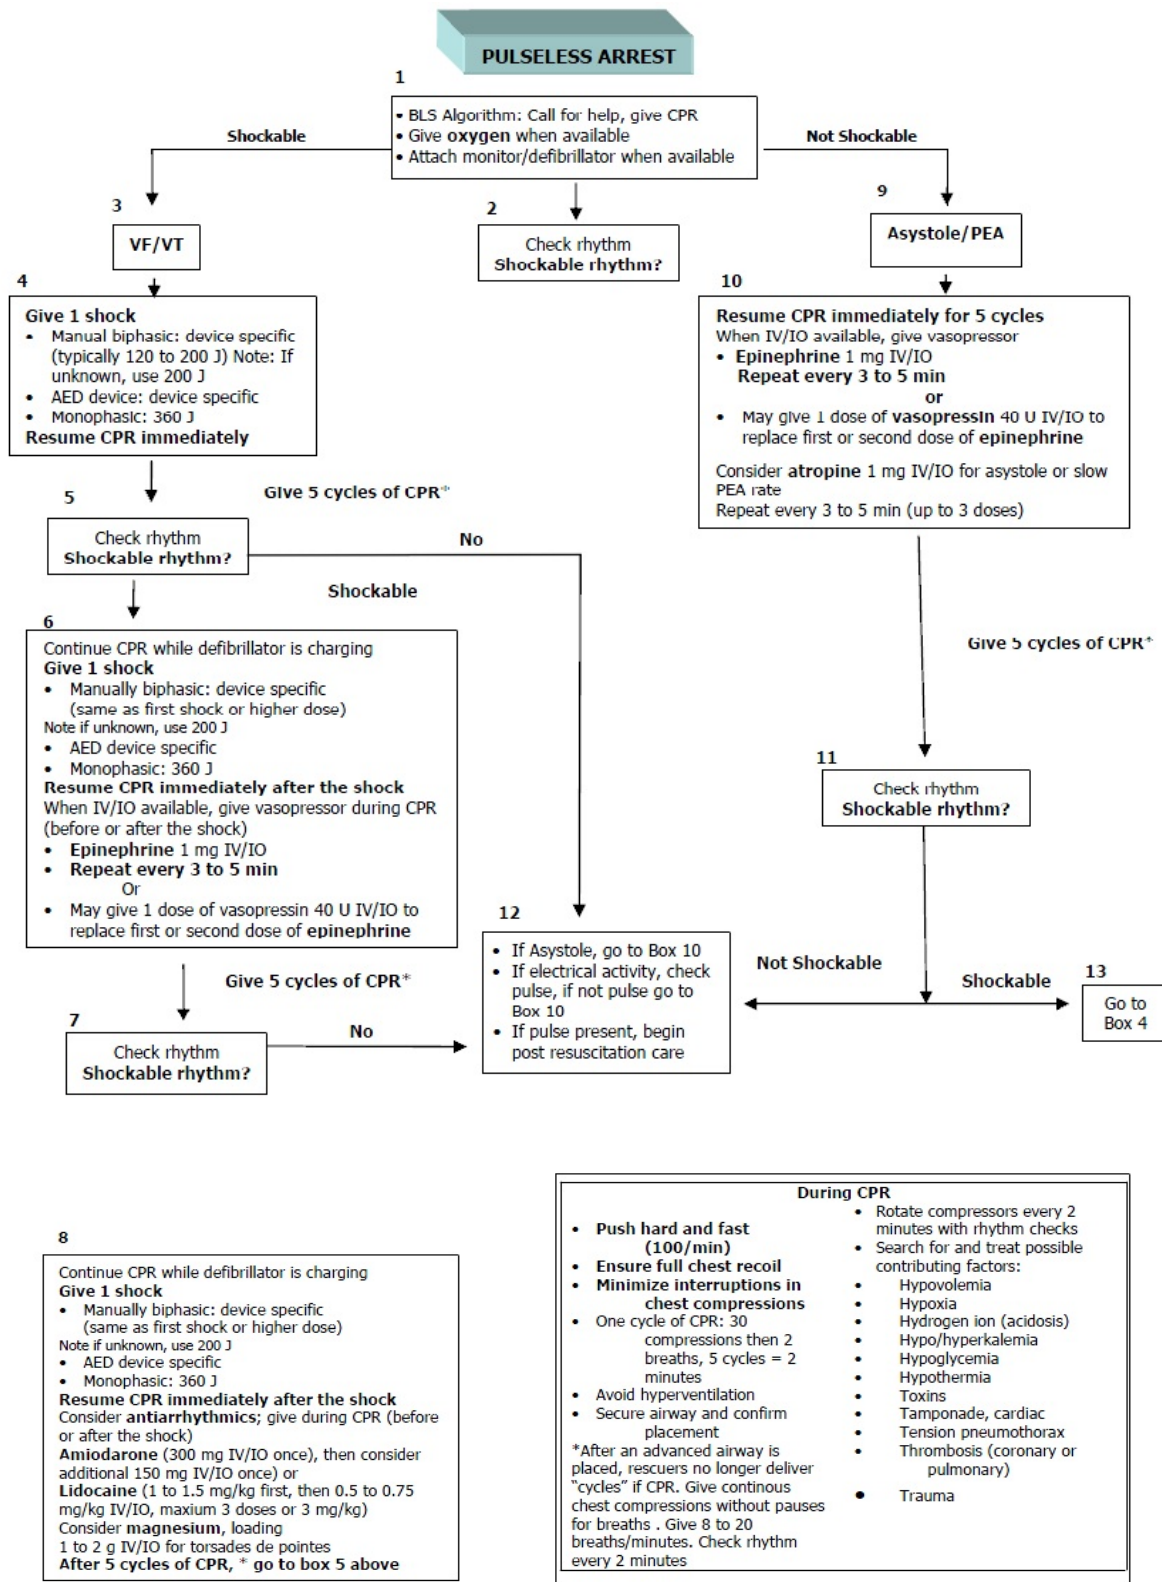 PULSELESS ARREST
1
• BLS Algorithm: Call for help, give CPR
• Give oxygen when available
• Attach monitor/defibrillator when available
Shockable
Not Shockable
2
Check rhythm
Shockable rhythm?
3
VF/VT
4
Give 1 shock
• Manual biphasic: device specific
(typically 120 to 200 J) Note: If
unknown, use 200 J
• AED device: device specific
• Monophasic: 360 J
Resume CPR immediately
Give 5 cycles of CPR*
5
Check rhythm
Shockable rhythm?
No
Shockable
6
Continue CPR while defibrillator is charging
Give 1 shock
• Manually biphasic: device specific
(same as first shock or higher dose)
Note if unknown, use 200 J
• AED device specific
• Monophasic: 360 J
Resume CPR immediately after the shock
When IV/IO available, give vasopressor during CPR
(before or after the shock)
• Epinephrine 1 mg IV/IO
• Repeat every 3 to 5 min
Or
• May give 1 dose of vasopressin 40 U IV/IO to
replace first or second dose of epinephrine
Give 5 cycles of CPR*
7
Check rhythm
Shockable rhythm?
No
9
Asystole/PEA
10
Resume CPR immediately for 5 cycles
When IV/IO available, give vasopressor
• Epinephrine 1 mg IV/IO
Repeat every 3 to 5 min
or
• May give 1 dose of vasopressin 40 U IV/IO to
replace first or second dose of epinephrine
Consider atropine 1 mg IV/IO for asystole or slow
PEA rate
Repeat every 3 to 5 min (up to 3 doses)
Give 5 cycles of CPR*
11
Check rhythm
Shockable rhythm?
12
• If Asystole, go to Box 10
• If electrical activity, check
pulse, if not pulse go to
Box 10
• If pulse present, begin
post resuscitation care
Not Shockable
Shockable
13
Go to
Box 4
8
Continue CPR while defibrillator is charging
Give 1 shock
• Manually biphasic: device specific
(same as first shock or higher dose)
Note if unknown, use 200 J
• AED device specific
• Monophasic: 360 J
Resume CPR immediately after the shock
Consider antiarrhythmics; give during CPR (before
or after the shock)
Amiodarone (300 mg IV/IO once), then consider
additional 150 mg IV/IO once) or
Lidocaine (1 to 1.5 mg/kg first, then 0.5 to 0.75
mg/kg IV/IO, maxium 3 doses or 3 mg/kg)
Consider magnesium, loading
1 to 2 g IV/IO for torsades de pointes
After 5 cycles of CPR, * go to box 5 above
During CPR
• Push hard and fast
(100/min)
• Ensure full chest recoil
• Minimize interruptions in
chest compressions
• One cycle of CPR: 30
compressions then 2
breaths, 5 cycles = 2
minutes
• Avoid hyperventilation
• Secure airway and confirm
placement
*After an advanced airway is
placed, rescuers no longer deliver
“cycles” if CPR. Give continous
chest compressions without pauses
for breaths . Give 8 to 20
breaths/minutes. Check rhythm
every 2 minutes
• Rotate compressors every 2
minutes with rhythm checks
• Search for and treat possible
contributing factors:
• Hypovolemia
• Hypoxia
• Hydrogen ion (acidosis)
• Hypo/hyperkalemia
• Hypoglycemia
• Hypothermia
• Toxins
• Tamponade, cardiac
• Tension pneumothorax
• Thrombosis (coronary or
pulmonary)
• Trauma